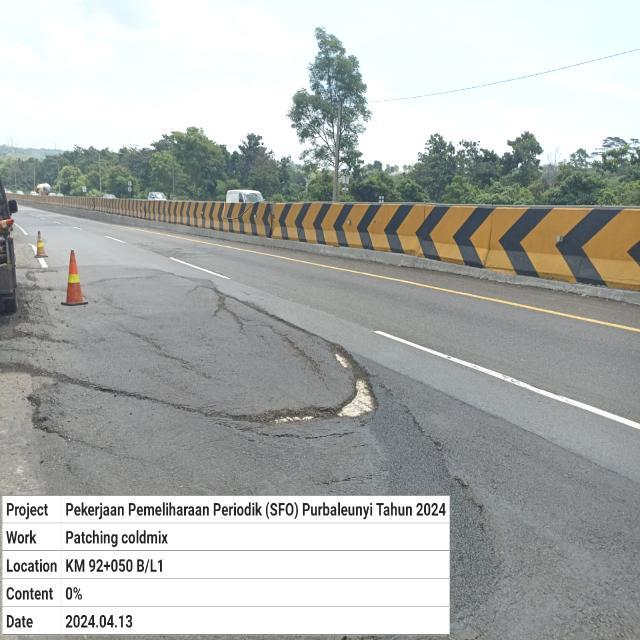 Project Pekerjaan Pemeliharaan Periodik (SFO) Purbaleunyi Tahun 2024
Work Patching coldmix
Location KM 92+050 B/L1
Content 0%
Date 2024.04.13